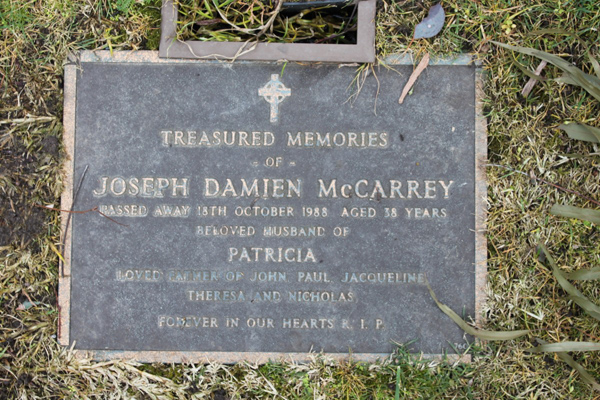 TREASURED MEMORIES
- OF -
JOSEPH DAMIEN McCARREY
PASSED AWAY 18TH OCTOBER 1988 AGED 38 YEARS
BELOVED HUSBAND OF
PATRICIA
LOVED FATHER OF JOHN, PAUL, JACQUELINE,
THERESA AND NICHOLAS
FOREVER IN OUR HEARTS R. I. P.